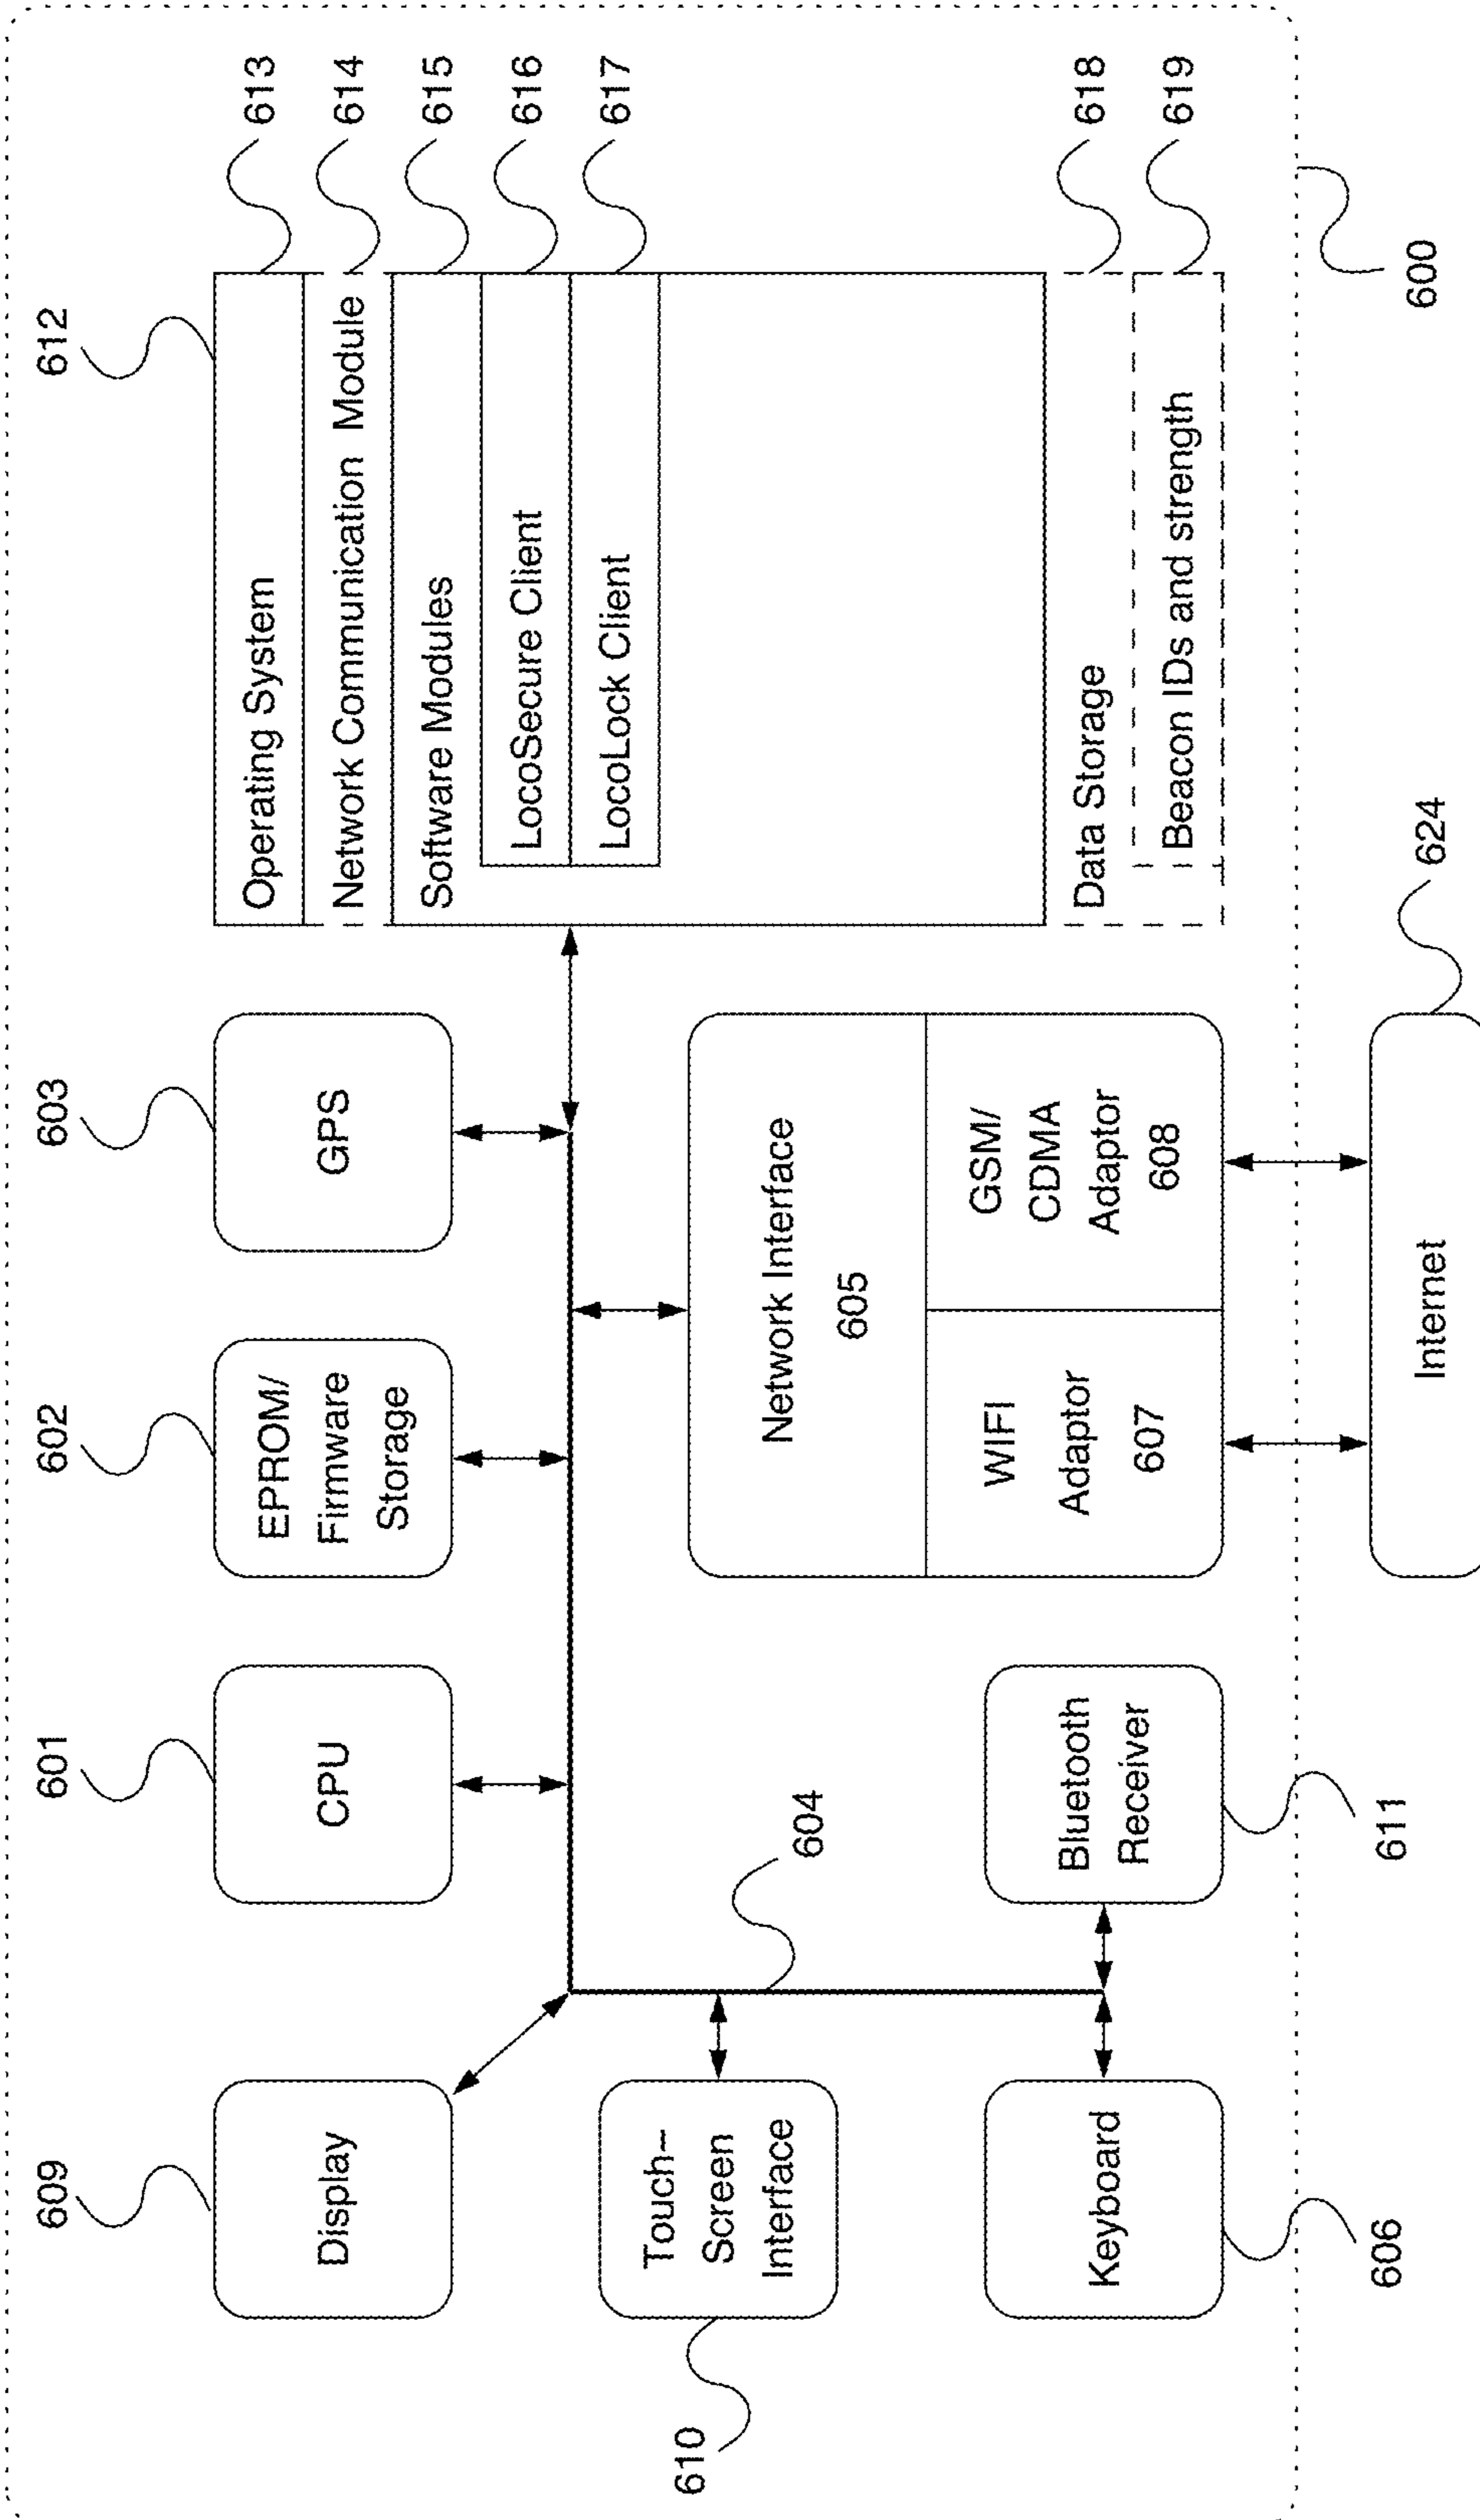 609
601
602
603
612
Display
CPU
EPROM/
Firmware
Storage
GPS
Operating System
613
Network Communication Module
614
Software Modules
615
LocoSecure Client
616
LocoLock Client
617
610
Touch–
Screen
Interface
604
Network Interface
605
WIFI
Adaptor
607
GSM/
CDMA
Adaptor
608
Data Storage
618
Beacon IDs and strength
619
Keyboard
Bluetooth
Receiver
606
611
Internet
624
600